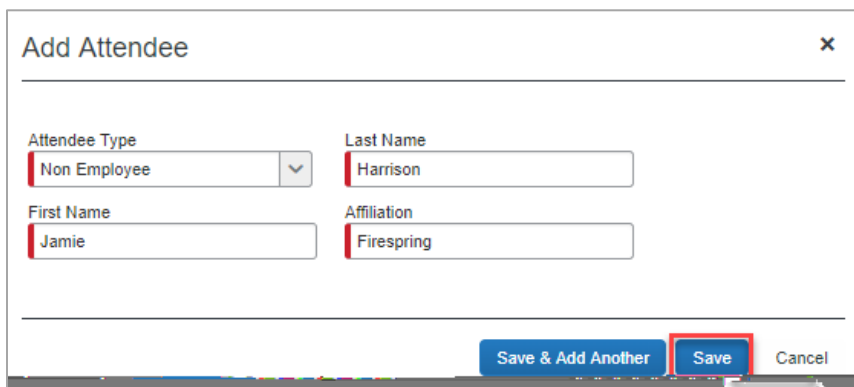 Add Attendee ×
Attendee Type Last Name
Non Employee Harrison
First Name Affiliation
Jamie Firespring
Save & Add Another Save Cancel